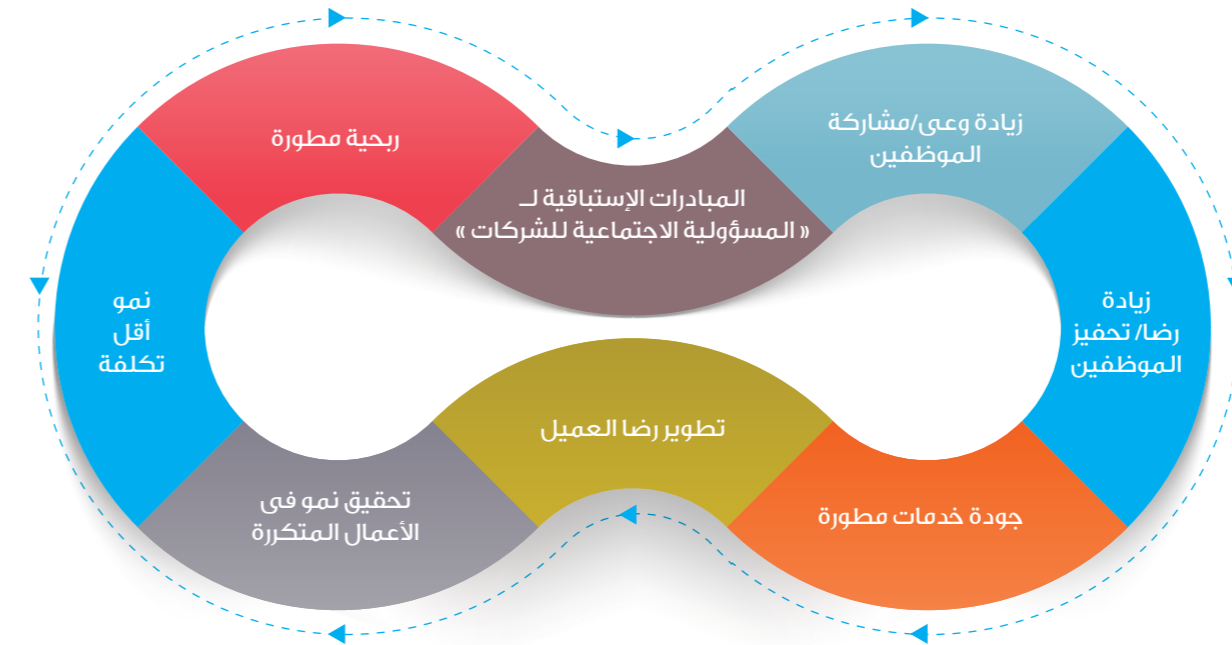 زيادة وعى/مشاركة
الموظفين
ربحية مطورة
المبادرات الإستباقية لــ
« المسؤولية الاجتماعية للشركات »
زيادة
رضا/ تحفيز
الموظفين
نمو
أقل
تكلفة
تطوير رضا العميل
جودة خدمات مطورة
تحقيق نمو فى
الأعمال المتكررة